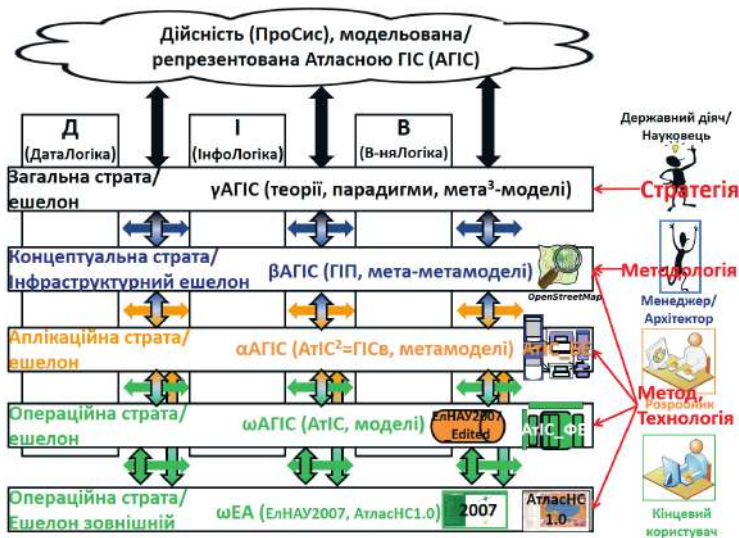 Дійсність (ПроСис), модельована/
репрезентована Атласною ГІС (АГІС)
Д
(ДатаЛогіка)
І
(ІнфоЛогіка)
В
(В-няЛогіка)
Державний діяч/
Науковець
Загальна страта/
ешелон
γАГІС (теорії, парадигми, мета³-моделі)
Стратегія
Концептуальна страта/
Інфраструктурний ешелон
βАГІС (ГІП, мета-метамоделі)
OpenStreetMap
Методологія
Менеджер/
Архітектор
Аплікаційна страта/
ешелон
αАГІС (АтІС²=ГІСв, метамоделі)
Розробник
Метод,
Технологія
Операційна страта/
ешелон
ωАГІС (АтІС, моделі)
ЕлНАУ2007
_Edited
АтІС_ФЕ
Операційна страта/
Ешелон зовнішній
ωЕА (ЕлНАУ2007, АтласНС1.0)
2007
АтласНС
1.0
Кінцевий
користувач